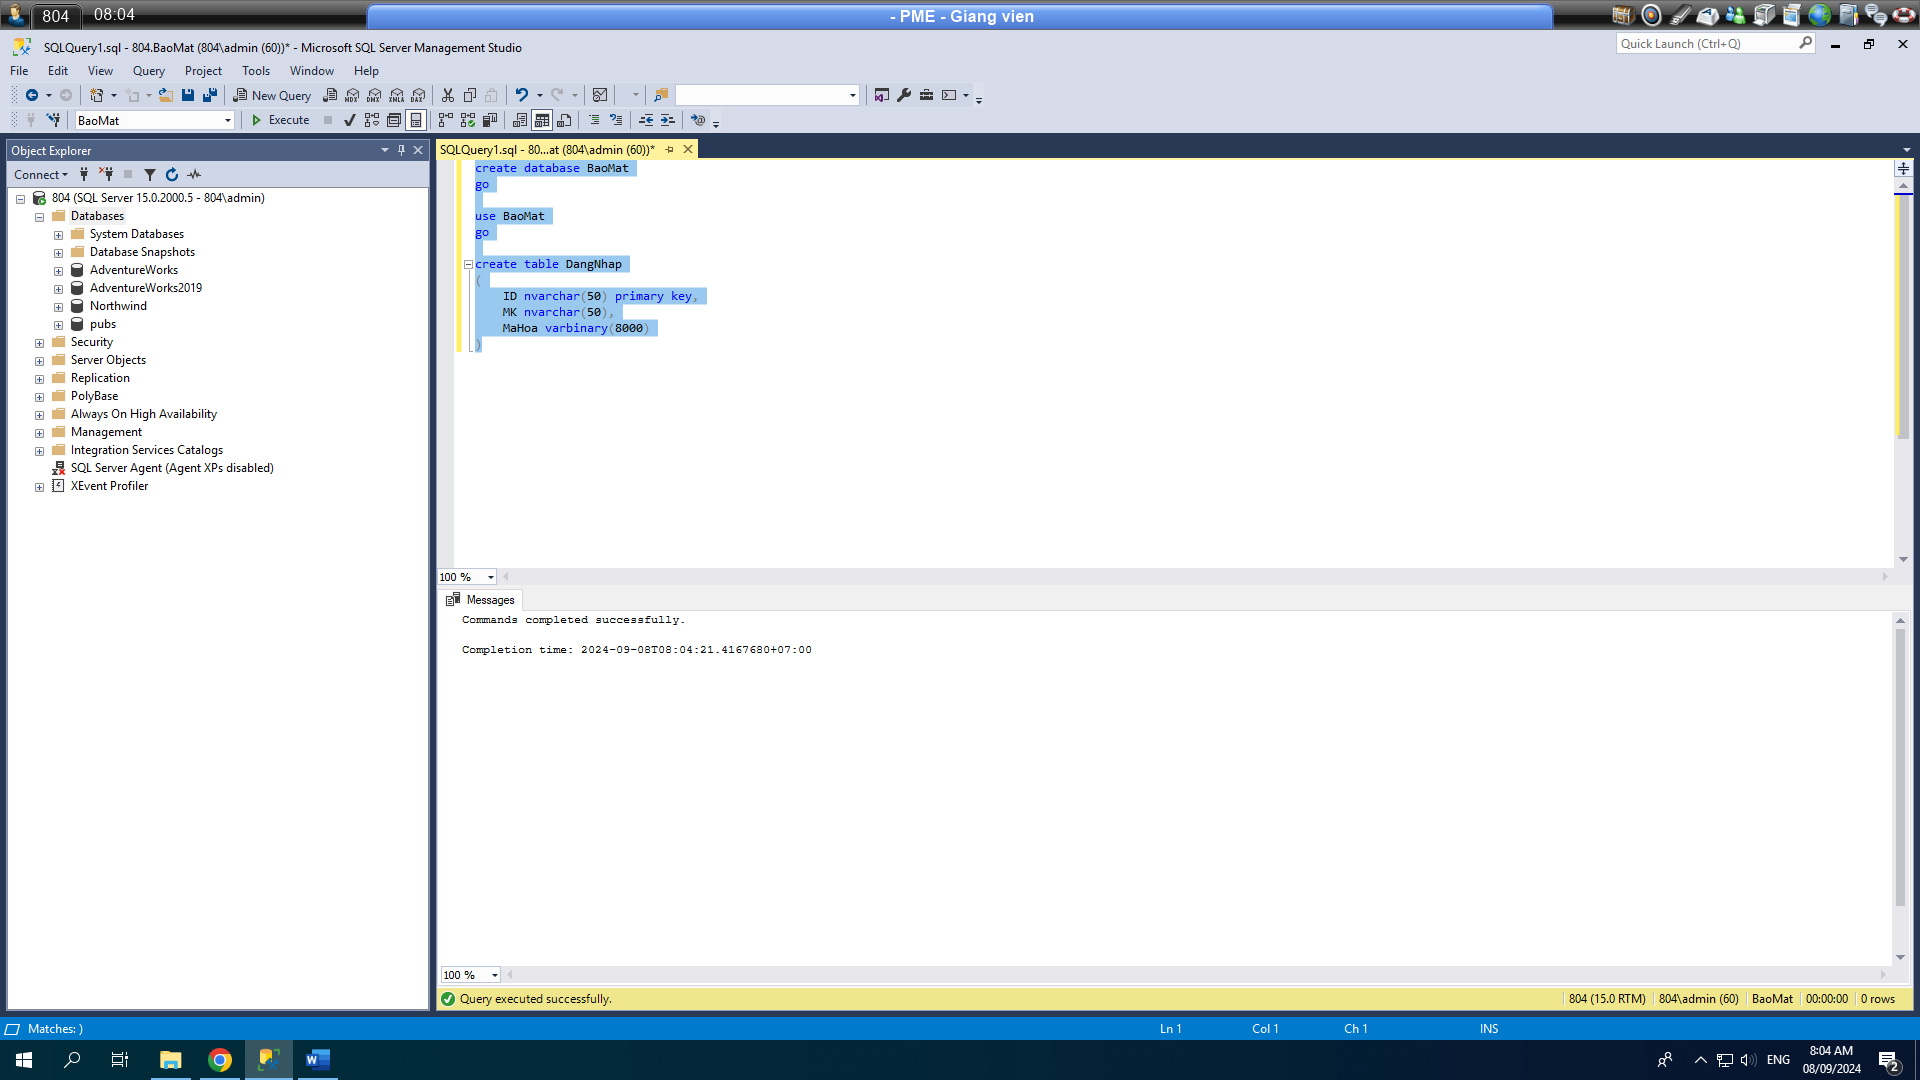 804 08:04 - PME - Giang vien
SQLQuery1.sql - 804.BaoMat (804\admin (60))* - Microsoft SQL Server Management Studio
Quick Launch (Ctrl+Q)
File Edit View Query Project Tools Window Help
New Query MDX DMX XMLA DAX
BaoMat Execute
Object Explorer
Connect
804 (SQL Server 15.0.2000.5 - 804\admin)
Databases
System Databases
Database Snapshots
AdventureWorks
AdventureWorks2019
Northwind
pubs
Security
Server Objects
Replication
PolyBase
Always On High Availability
Management
Integration Services Catalogs
SQL Server Agent (Agent XPs disabled)
XEvent Profiler
SQLQuery1.sql - 80...at (804\admin (60))*
create database BaoMat
go
use BaoMat
go
create table DangNhap
(
ID nvarchar(50) primary key,
MK nvarchar(50),
MaHoa varbinary(8000)
)
100 %
Messages
Commands completed successfully.
Completion time: 2024-09-08T08:04:21.4167680+07:00
100 %
Query executed successfully.
804 (15.0 RTM) 804\admin (60) BaoMat 00:00:00 0 rows
Matches: )
Ln 1 Col 1 Ch 1 INS
ENG
8:04 AM
08/09/2024
2